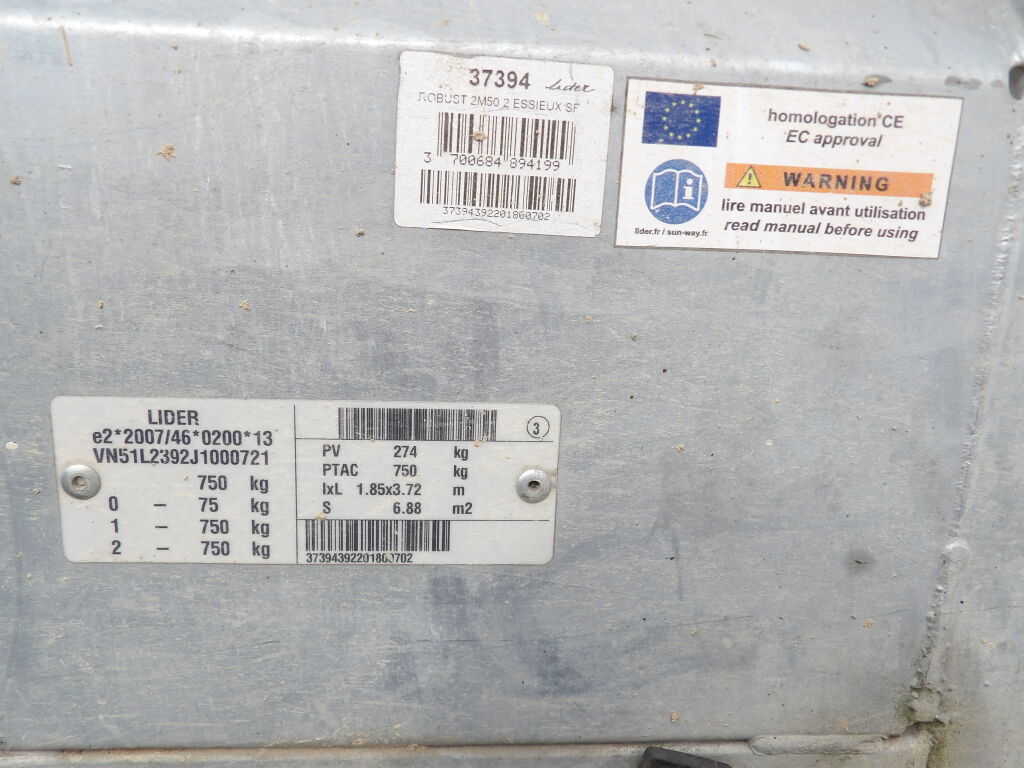 37394 Lider
ROBUST 2M50 2 ESSIEUX SF
3 700684 894199
37394392201860702
homologation CE
EC approval
WARNING
lire manuel avant utilisation
read manual before using
lider.fr / sun-way.fr
LIDER
e2*2007/46*0200*13
VN51L2392J1000721
750 kg
0 – 75 kg
1 – 750 kg
2 – 750 kg
3
PV 274 kg
PTAC 750 kg
lxL 1.85x3.72 m
S 6.88 m2
37394392201860702